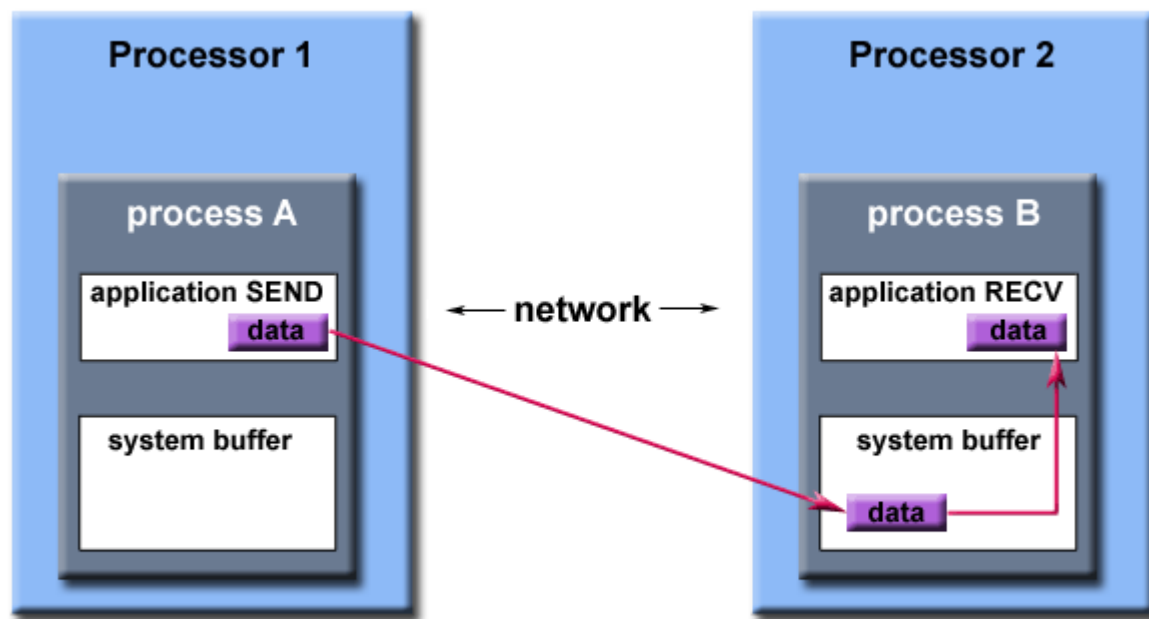 Processor 1
process A
application SEND
data
system buffer
network
Processor 2
process B
application RECV
data
system buffer
data